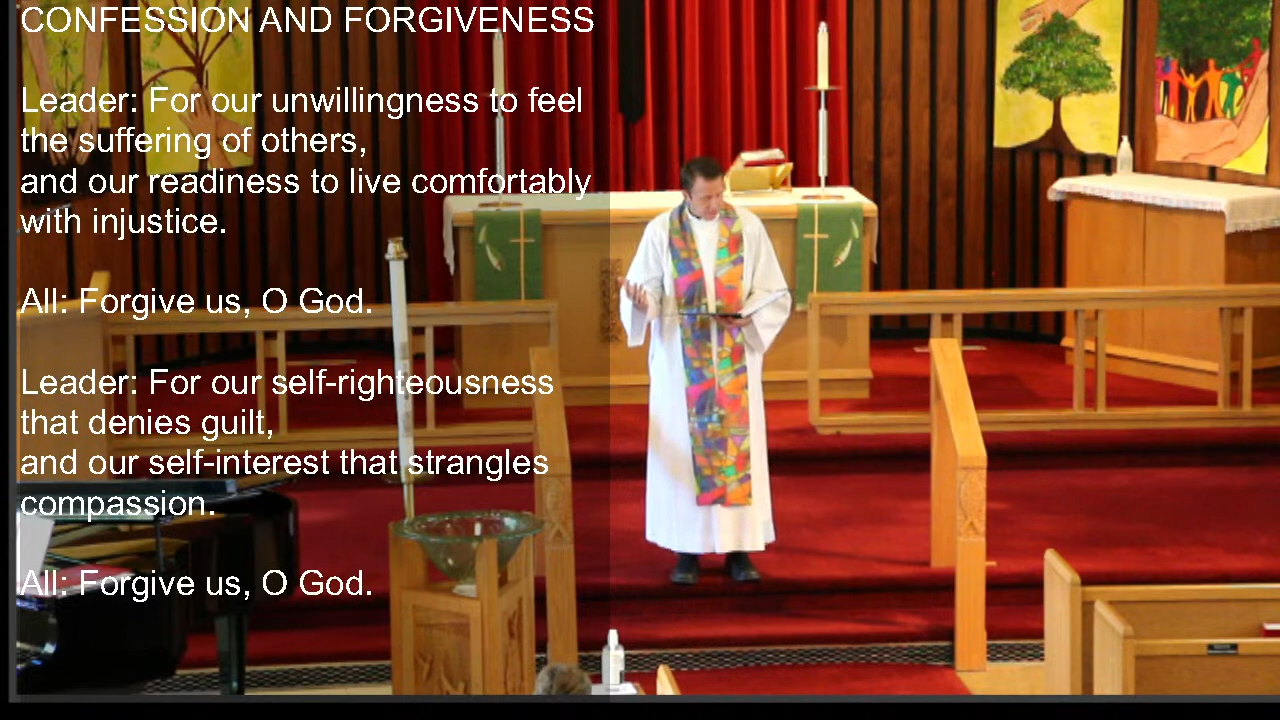 CONFESSION AND FORGIVENESS
Leader: For our unwillingness to feel
the suffering of others,
and our readiness to live comfortably
with injustice.
All: Forgive us, O God.
Leader: For our self-righteousness
that denies guilt,
and our self-interest that strangles
compassion.
All: Forgive us, O God.